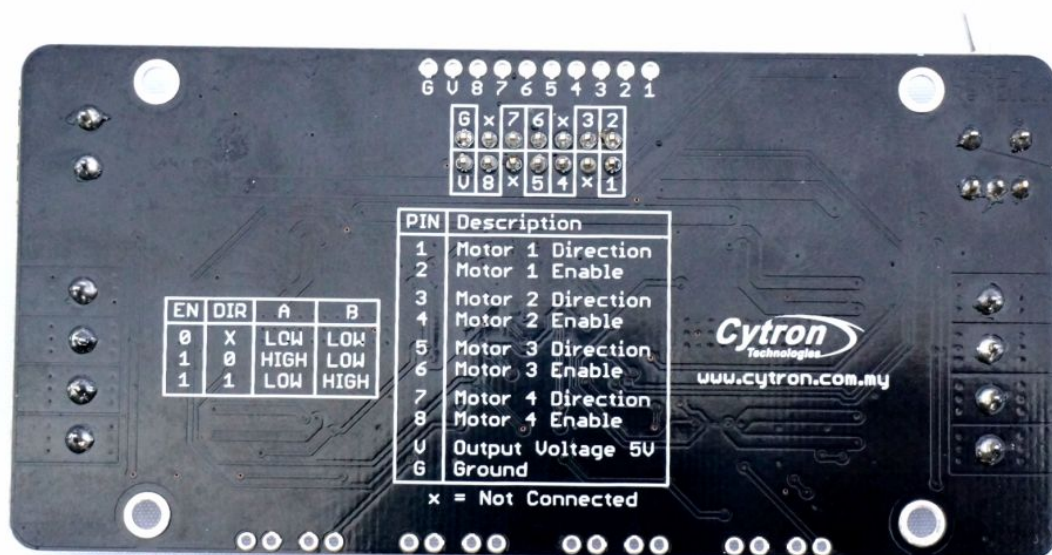 G V 8 7 6 5 4 3 2 1
G x 7 6 x 3 2
V 8 x 5 4 x 1
PIN Description
1 Motor 1 Direction
2 Motor 1 Enable
3 Motor 2 Direction
4 Motor 2 Enable
5 Motor 3 Direction
6 Motor 3 Enable
7 Motor 4 Direction
8 Motor 4 Enable
V Output Voltage 5V
G Ground
x = Not Connected
EN DIR A B
0 X LOW LOW
1 0 HIGH LOW
1 1 LOW HIGH
Cytron
Technologies
www.cytron.com.my